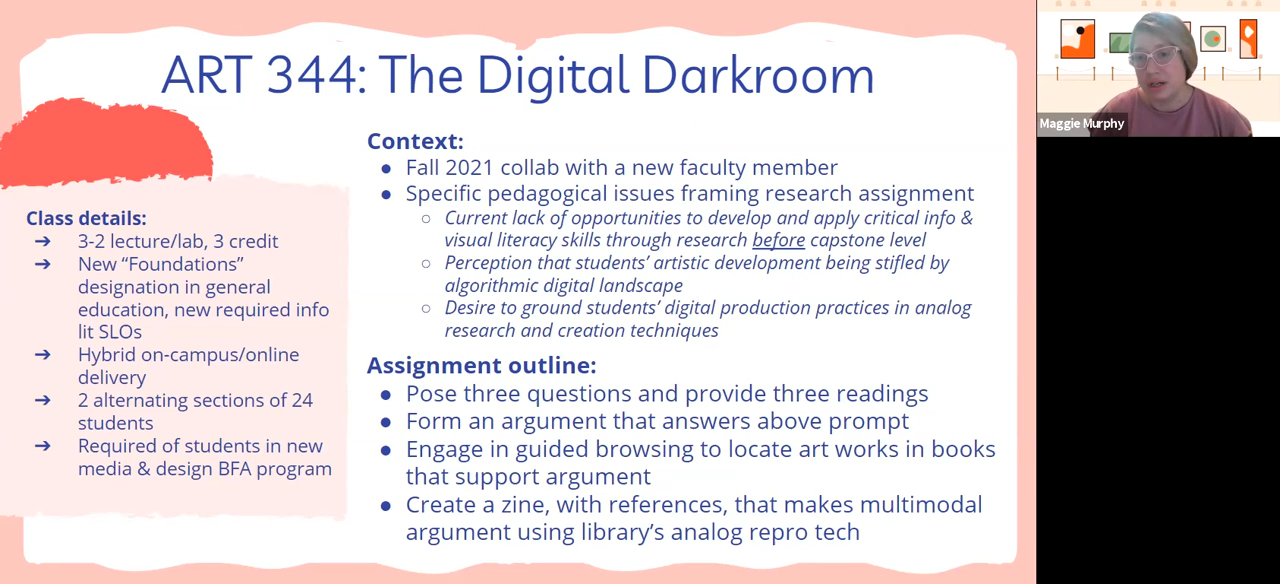 ART 344: The Digital Darkroom
Class details:
➔ 3-2 lecture/lab, 3 credit
➔ New “Foundations”
designation in general
education, new required info
lit SLOs
➔ Hybrid on-campus/online
delivery
➔ 2 alternating sections of 24
students
➔ Required of students in new
media & design BFA program
Context:
● Fall 2021 collab with a new faculty member
● Specific pedagogical issues framing research assignment
○ Current lack of opportunities to develop and apply critical info &
visual literacy skills through research before capstone level
○ Perception that students’ artistic development being stifled by
algorithmic digital landscape
○ Desire to ground students’ digital production practices in analog
research and creation techniques
Assignment outline:
● Pose three questions and provide three readings
● Form an argument that answers above prompt
● Engage in guided browsing to locate art works in books
that support argument
● Create a zine, with references, that makes multimodal
argument using library’s analog repro tech
Maggie Murphy